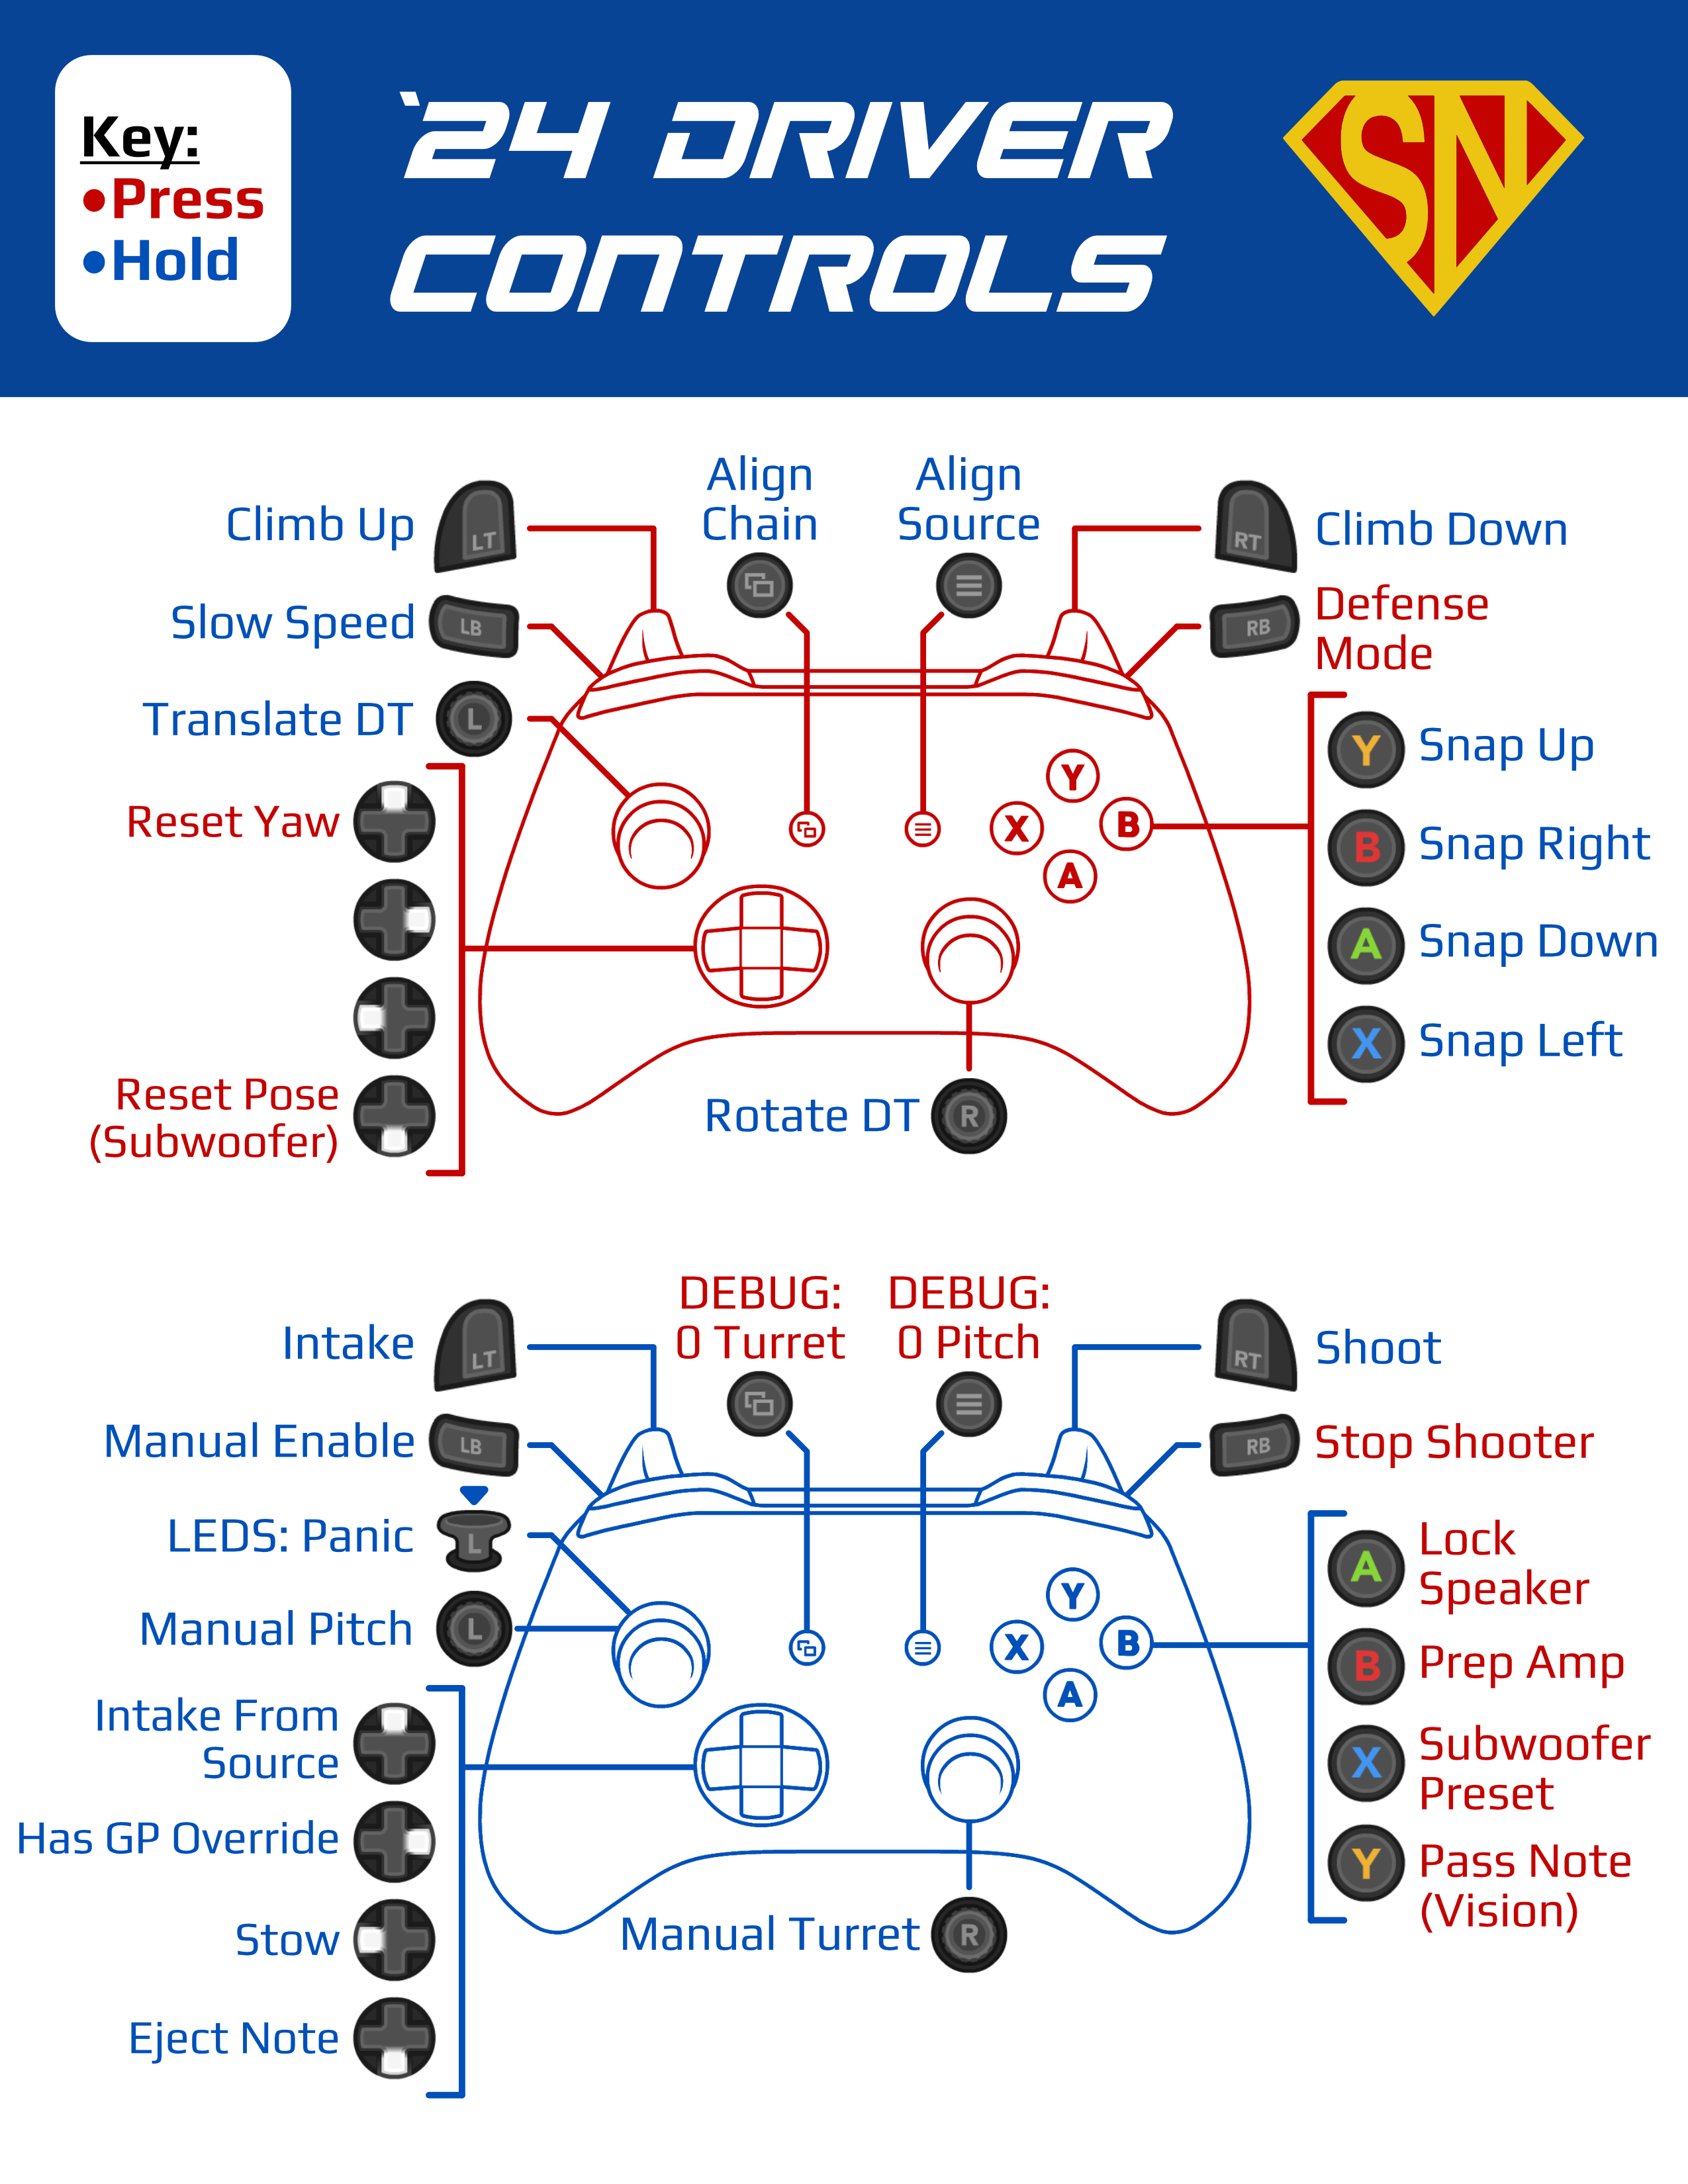 Key:
•Press
•Hold
`24 DRIVER
CONTROLS
SN
Climb Up
LT
Align
Chain
Align
Source
RT
Climb Down
Slow Speed
LB
RB
Defense
Mode
Translate DT
L
Y
Snap Up
Reset Yaw
Y
X
B
A
B
Snap Right
A
Snap Down
X
Snap Left
Reset Pose
(Subwoofer)
Rotate DT
R
Intake
LT
DEBUG:
0 Turret
DEBUG:
0 Pitch
RT
Shoot
Manual Enable
LB
RB
Stop Shooter
LEDS: Panic
L
Manual Pitch
L
Y
X
B
A
A
Lock
Speaker
B
Prep Amp
X
Subwoofer
Preset
Y
Pass Note
(Vision)
Intake From
Source
Has GP Override
Stow
Eject Note
Manual Turret
R